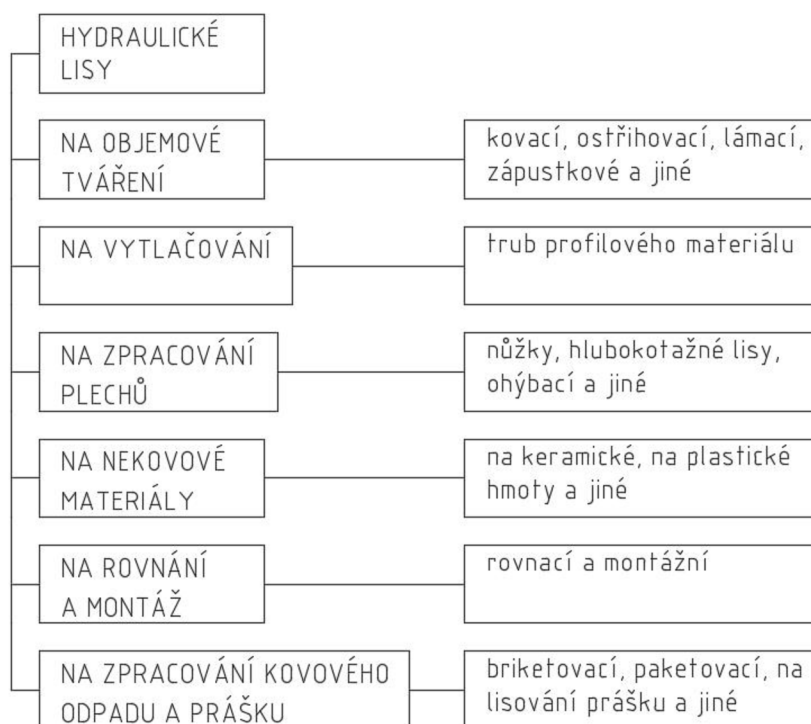 HYDRAULICKÉ
LISY
NA OBJEMOVÉ
TVÁŘENÍ
kovací, ostřihovací, lámací,
zápustkové a jiné
NA VYTLAČOVÁNÍ
trub profilového materiálu
NA ZPRACOVÁNÍ
PLECHŮ
nůžky, hlubokotažné lisy,
ohýbací a jiné
NA NEKOVOVÉ
MATERIÁLY
na keramické, na plastické
hmoty a jiné
NA ROVNÁNÍ
A MONTÁŽ
rovnací a montážní
NA ZPRACOVÁNÍ KOVOVÉHO
ODPADU A PRÁŠKU
briketovací, paketovací, na
lisování prášku a jiné